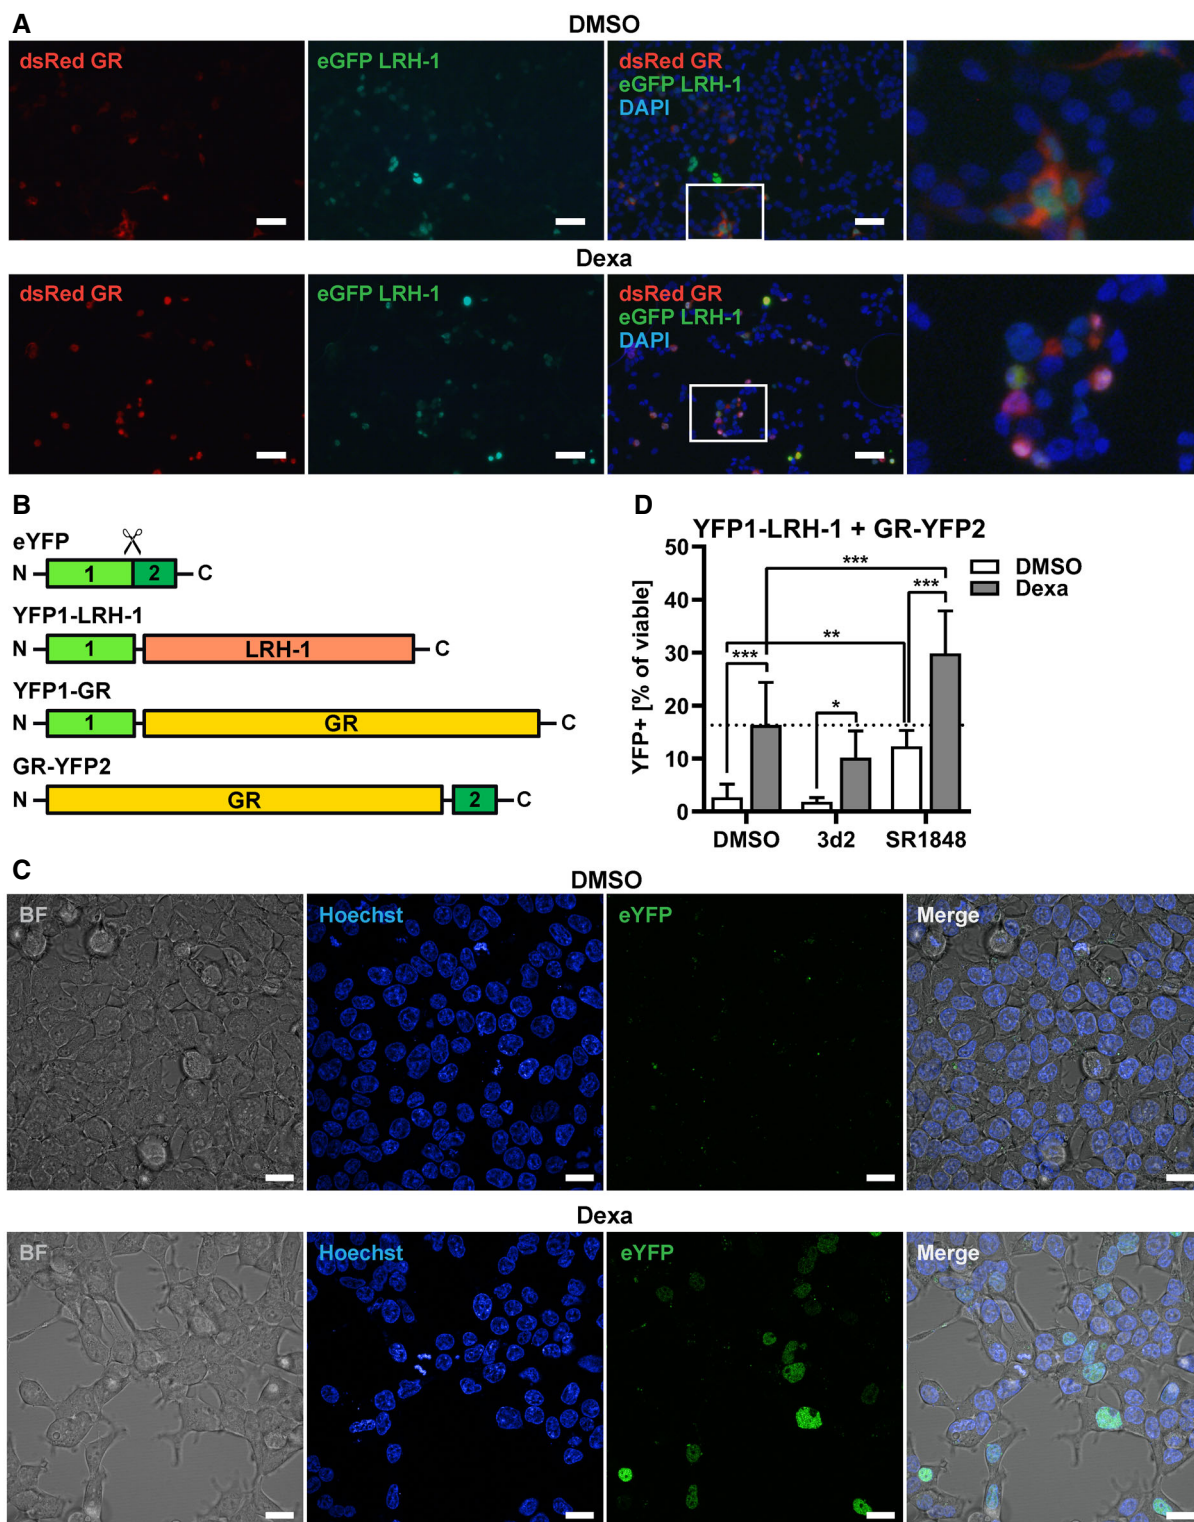 A
DMSO
dsRed GR
eGFP LRH-1
dsRed GR
eGFP LRH-1
DAPI
Dexa
dsRed GR
eGFP LRH-1
dsRed GR
eGFP LRH-1
DAPI
B
eYFP
N 1 2 C
YFP1-LRH-1
N 1 LRH-1 C
YFP1-GR
N 1 GR C
GR-YFP2
N GR 2 C
D
YFP1-LRH-1 + GR-YFP2
YFP+ [% of viable]
50
40
30
20
10
0
***
***
**
***
*
DMSO
Dexa
DMSO 3d2 SR1848
C
DMSO
BF
Hoechst
eYFP
Merge
Dexa
BF
Hoechst
eYFP
Merge